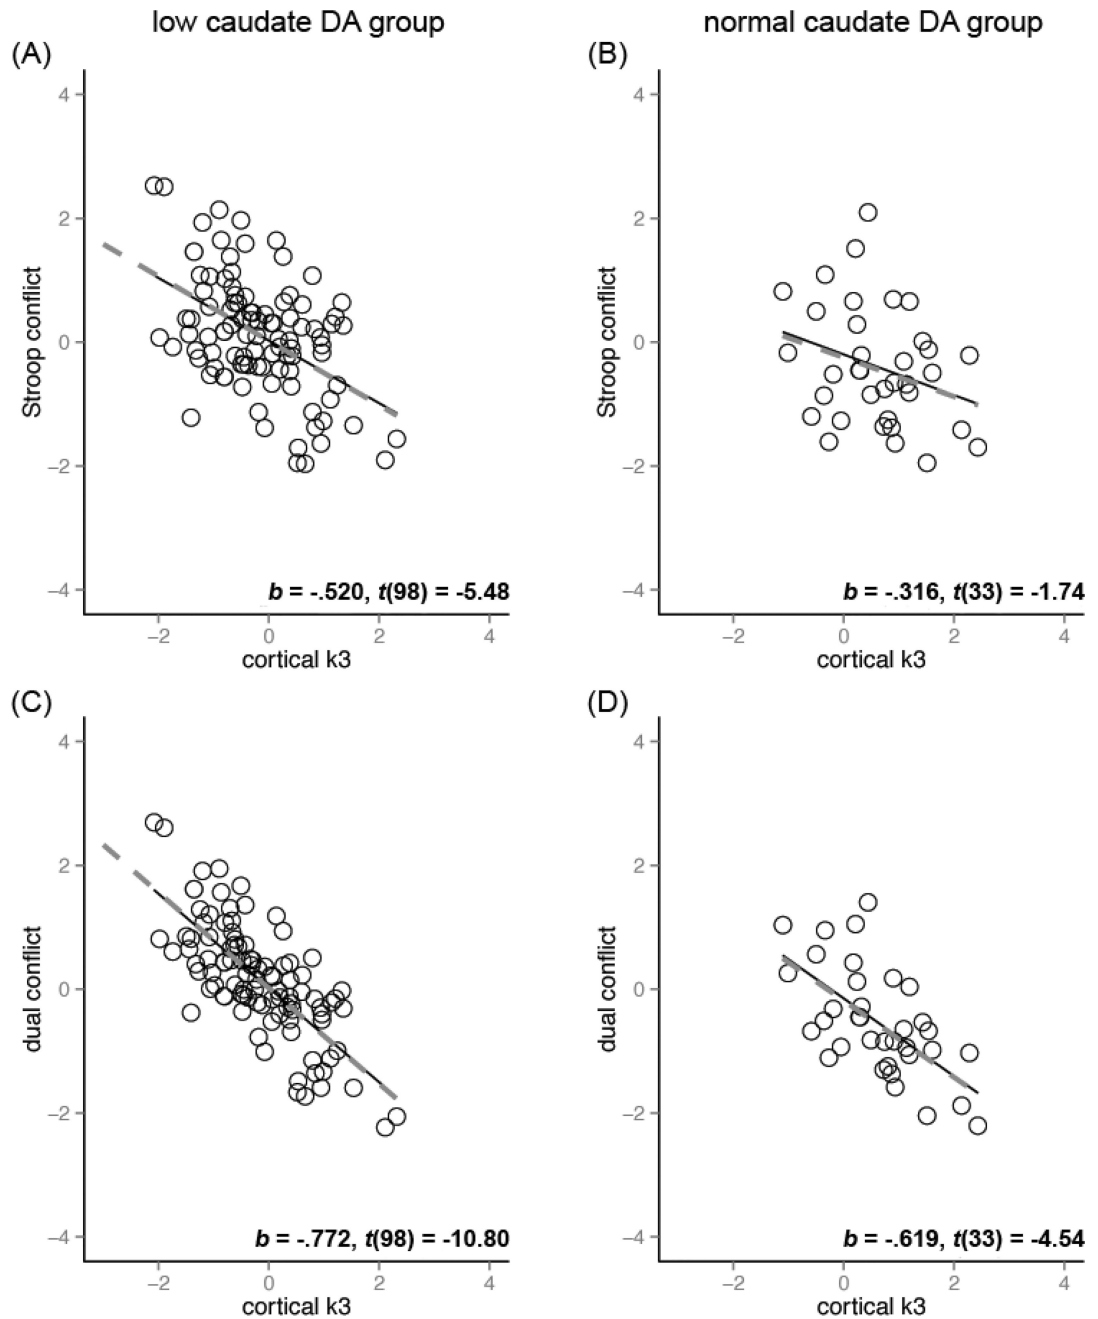 low caudate DA group
normal caudate DA group
(A)
4
2
0
−2
−4
Stroop conflict
b = -.520, t(98) = -5.48
−2 0 2 4
cortical k3
(B)
4
2
0
−2
−4
Stroop conflict
b = -.316, t(33) = -1.74
−2 0 2 4
cortical k3
(C)
4
2
0
−2
−4
dual conflict
b = -.772, t(98) = -10.80
−2 0 2 4
cortical k3
(D)
4
2
0
−2
−4
dual conflict
b = -.619, t(33) = -4.54
−2 0 2 4
cortical k3